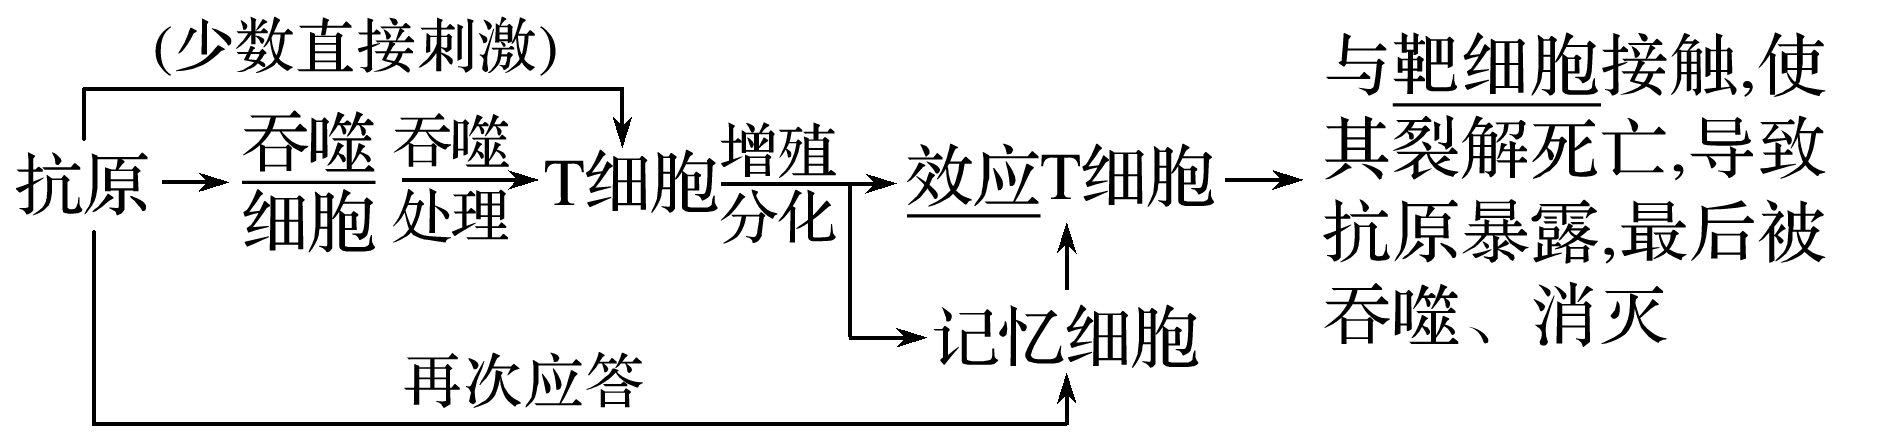 (少数直接刺激)
抗原
吞噬
细胞
吞噬
处理
T细胞
增殖
分化
效应T细胞
与靶细胞接触,使
其裂解死亡,导致
抗原暴露,最后被
吞噬、消灭
记忆细胞
再次应答